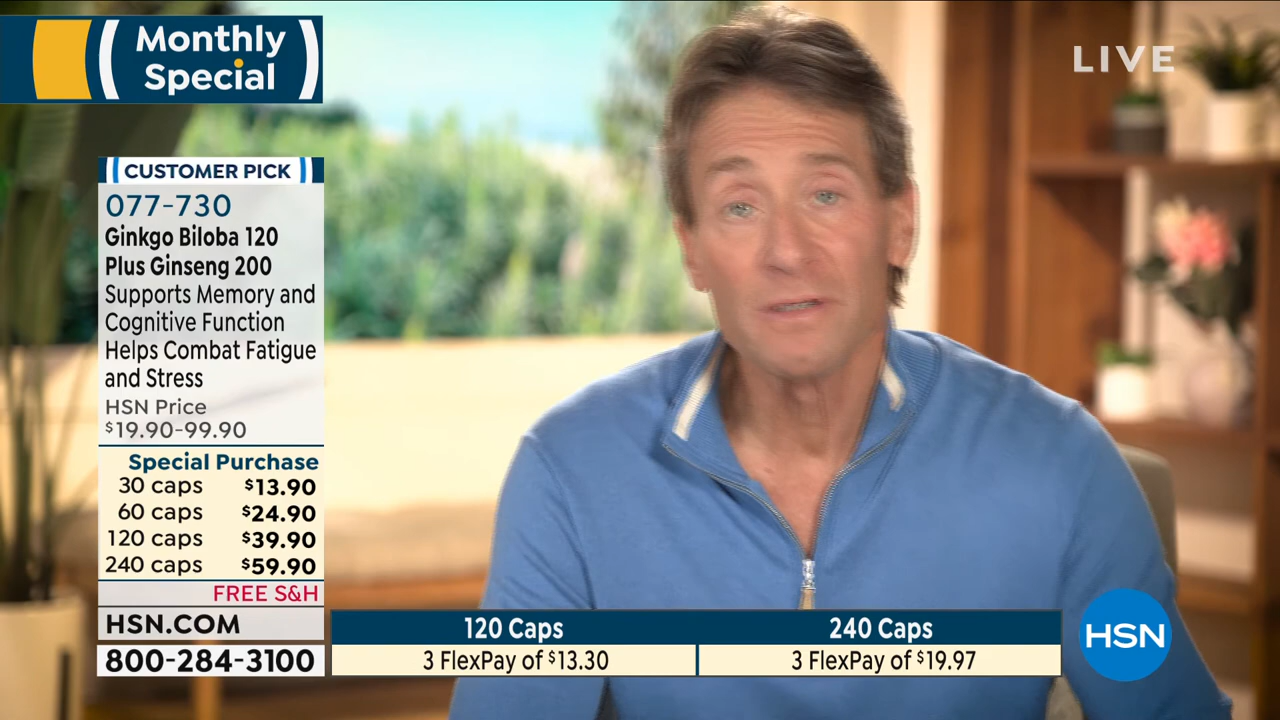 Monthly
Special
LIVE
CUSTOMER PICK
077-730
Ginkgo Biloba 120
Plus Ginseng 200
Supports Memory and
Cognitive Function
Helps Combat Fatigue
and Stress
HSN Price
$19.90-99.90
Special Purchase
30 caps $13.90
60 caps $24.90
120 caps $39.90
240 caps $59.90
FREE S&H
HSN.COM
800-284-3100
120 Caps 240 Caps
3 FlexPay of $13.30 3 FlexPay of $19.97
HSN